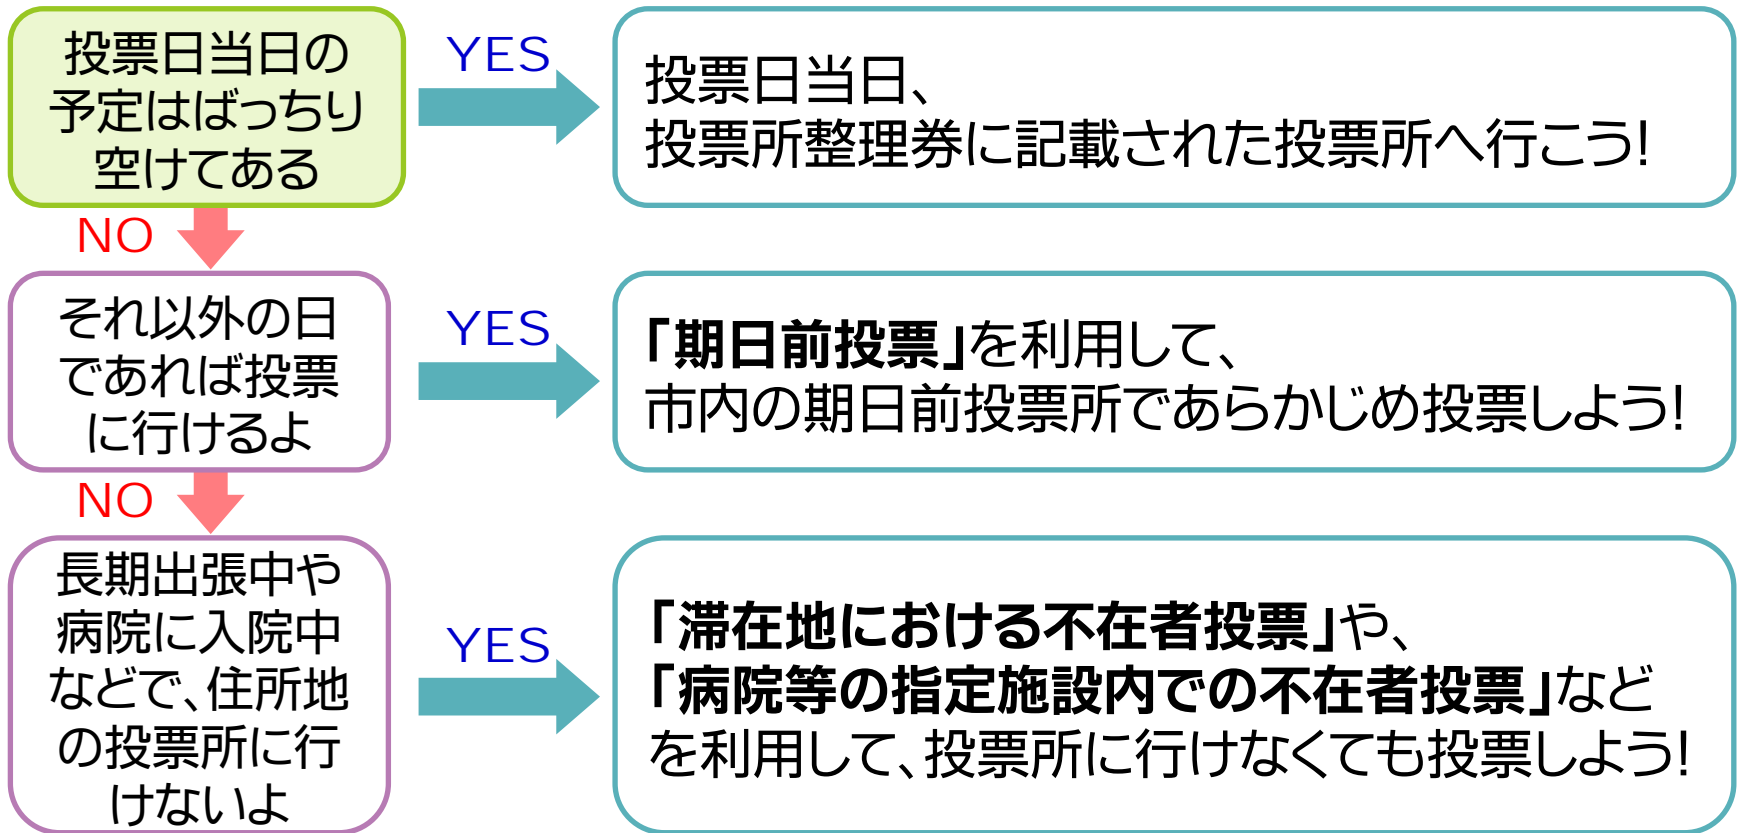 投票日当日の
予定はばっちり
空けてある
YES
投票日当日、
投票所整理券に記載された投票所へ行こう!
NO
それ以外の日
であれば投票
に行けるよ
YES
「期日前投票」を利用して、
市内の期日前投票所であらかじめ投票しよう!
NO
長期出張中や
病院に入院中
などで、住所地
の投票所に行
けないよ
YES
「滞在地における不在者投票」や、
「病院等の指定施設内での不在者投票」など
を利用して、投票所に行けなくても投票しよう!